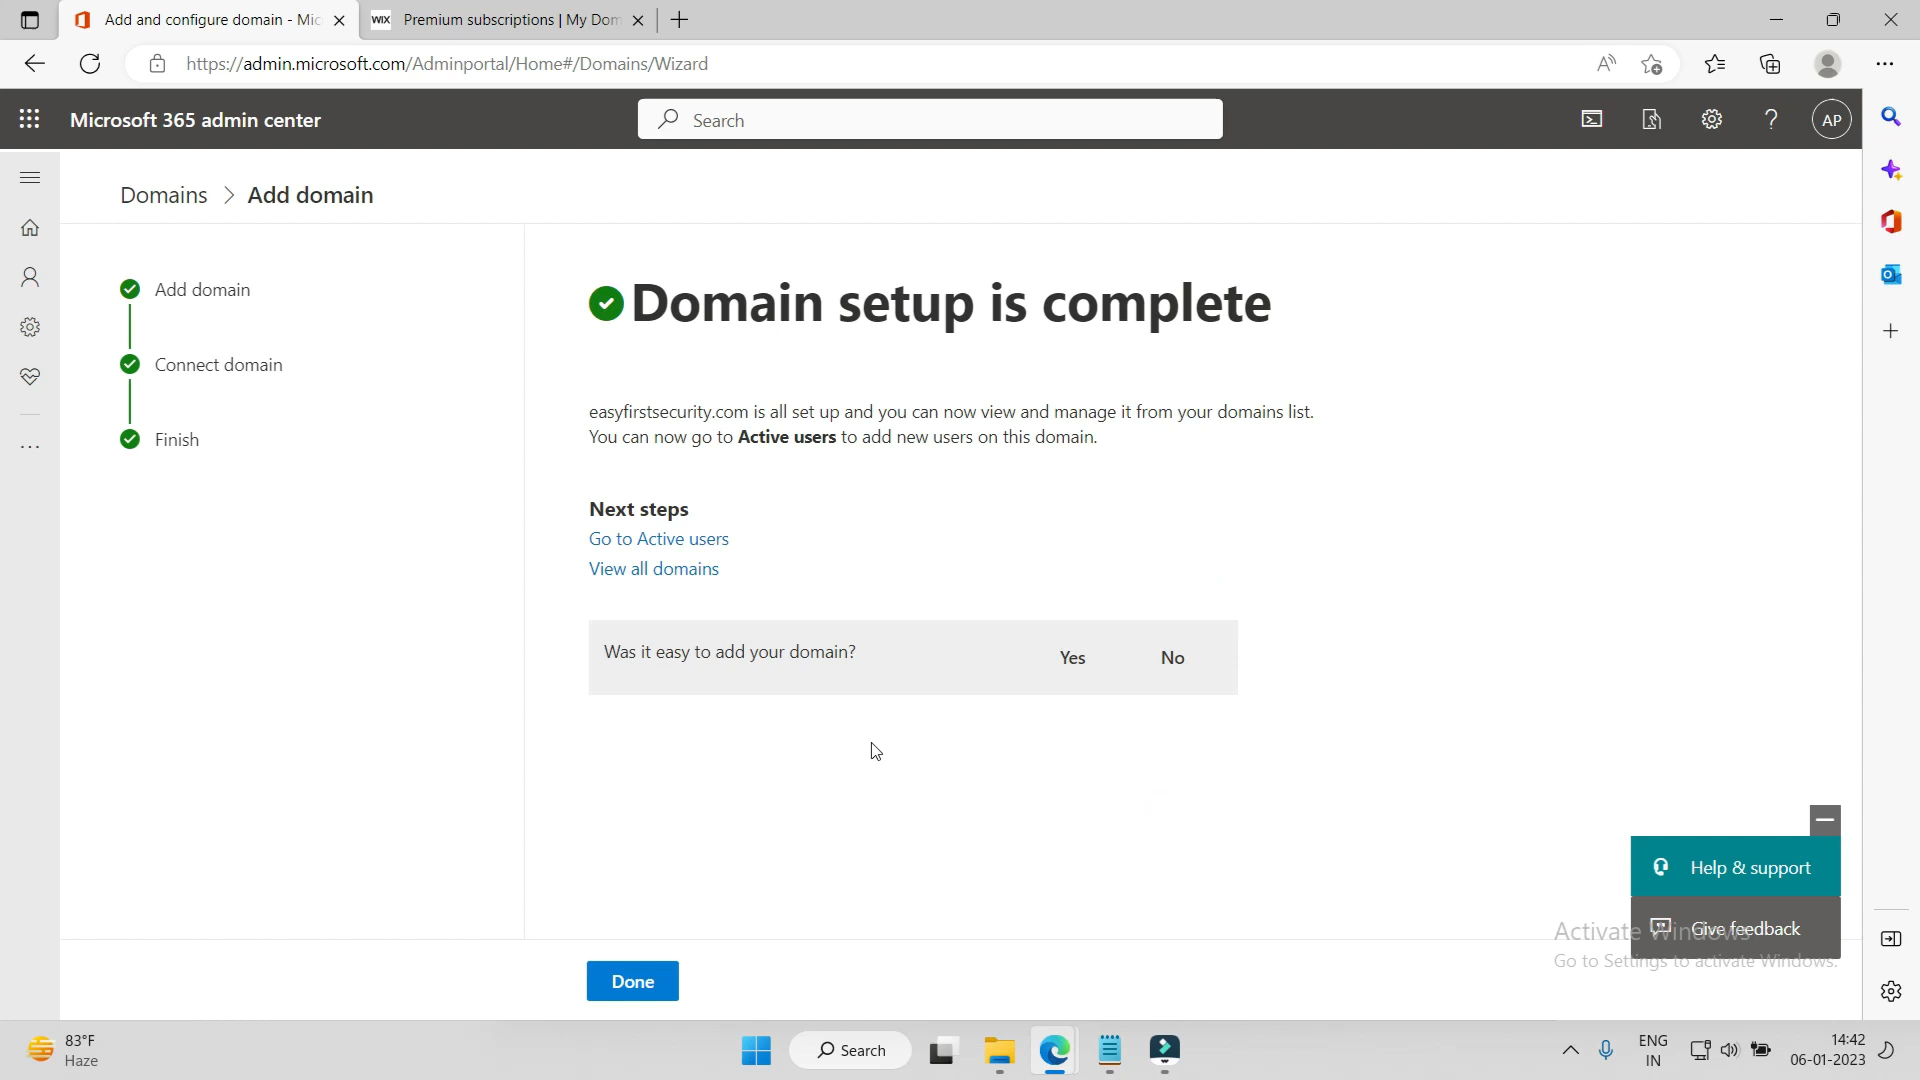 Add and configure domain - Mic
WIX Premium subscriptions | My Dom
https://admin.microsoft.com/Adminportal/Home#/Domains/Wizard
Microsoft 365 admin center
Search
AP
Domains > Add domain
Add domain
Connect domain
Finish
Domain setup is complete
easyfirstsecurity.com is all set up and you can now view and manage it from your domains list.
You can now go to Active users to add new users on this domain.
Next steps
Go to Active users
View all domains
Was it easy to add your domain?
Yes
No
Help & support
Give feedback
Activate Windows
Go to Settings to activate Windows.
Done
83°F
Haze
Search
ENG
IN
14:42
06-01-2023